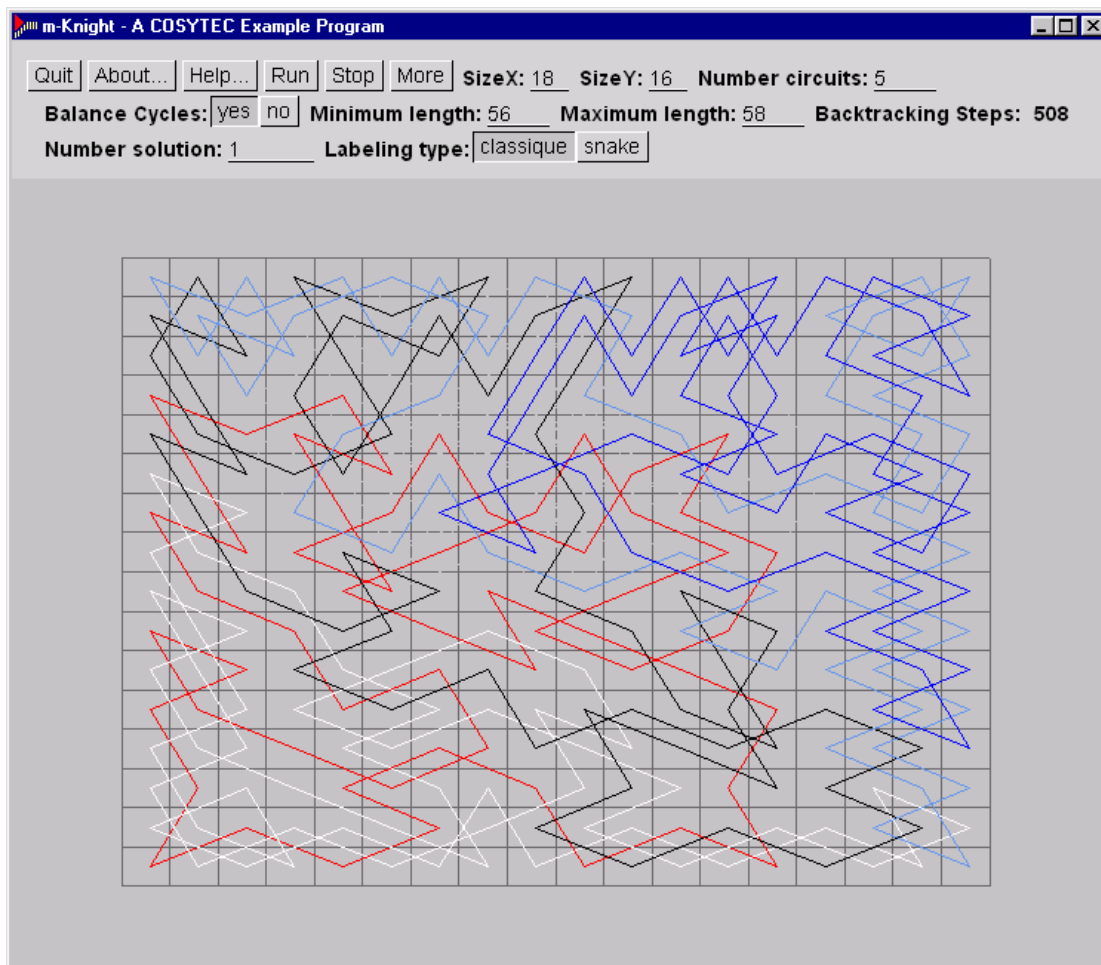 m-Knight - A COSYTEC Example Program
Quit About... Help... Run Stop More SizeX: 18 SizeY: 16 Number circuits: 5
Balance Cycles: yes no Minimum length: 56 Maximum length: 58 Backtracking Steps: 508
Number solution: 1 Labeling type: classique snake